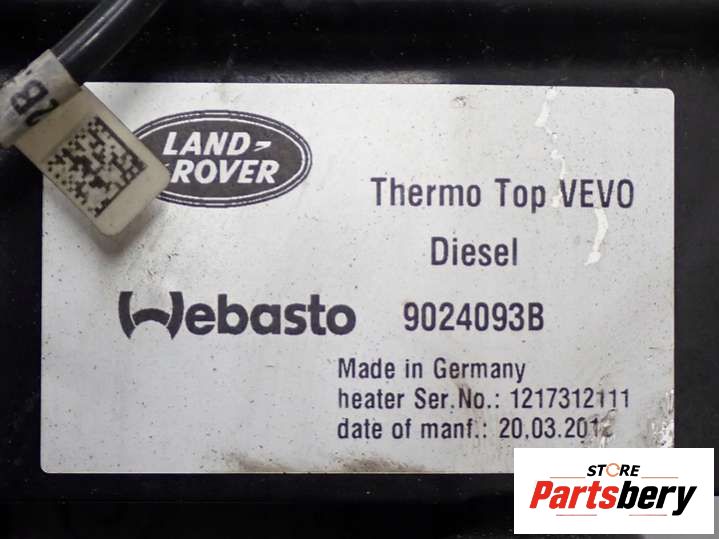 2B.
LAND-
ROVER
Thermo Top VEVO
Diesel
Webasto 9024093B
Made in Germany
heater Ser.No.: 1217312111
date of manf.:
STORE
Partsbery